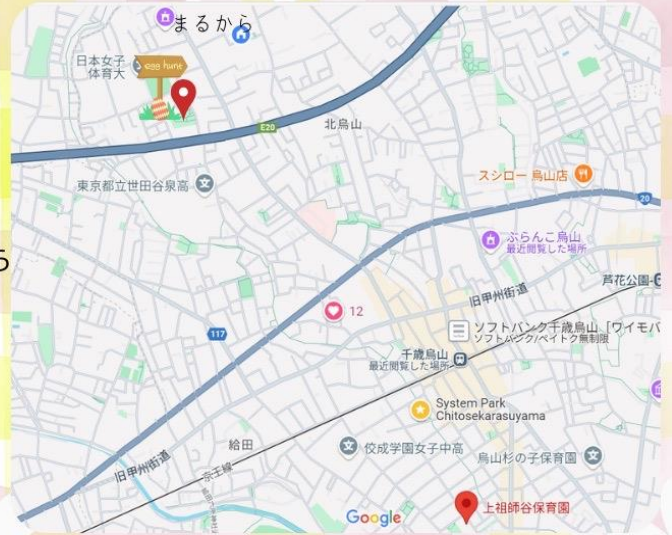 まるから
日本女子
体育大
egg hunt
E20
北烏山
東京都立世田谷泉高
スシロー 烏山店
20
ぶらんこ烏山
最近閲覧した場所
ら
芦花公園
旧甲州街道
12
117
ソフトバンク千歳烏山［ワイモバ
ソフトバンク/ペイトク無制限
千歳烏山
最近閲覧した場所
System Park
Chitosekarasuyama
給田
佼成学園女子中高
烏山杉の子保育園
旧甲州街道
京王線
Google
上祖師谷保育園